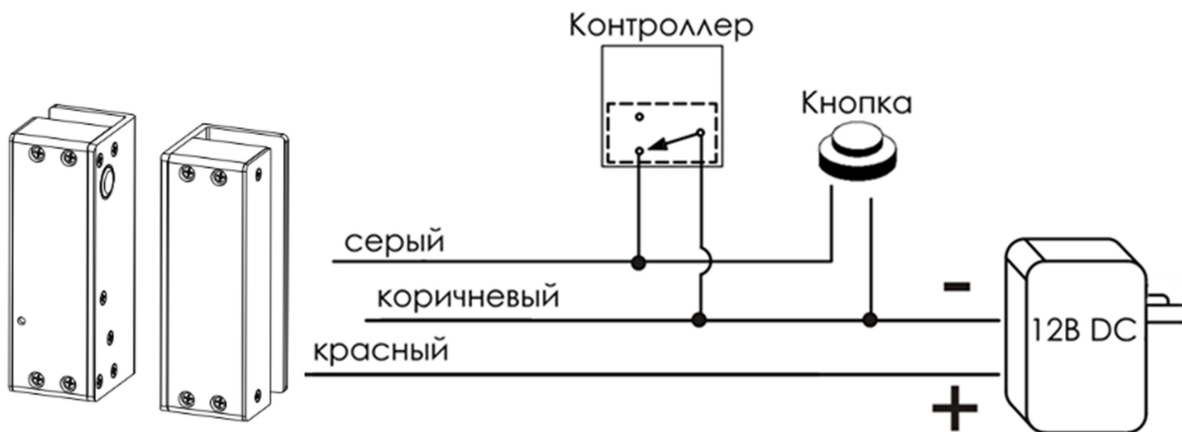 Контроллер
Кнопка
серый
коричневый
-
красный
12В DC
+